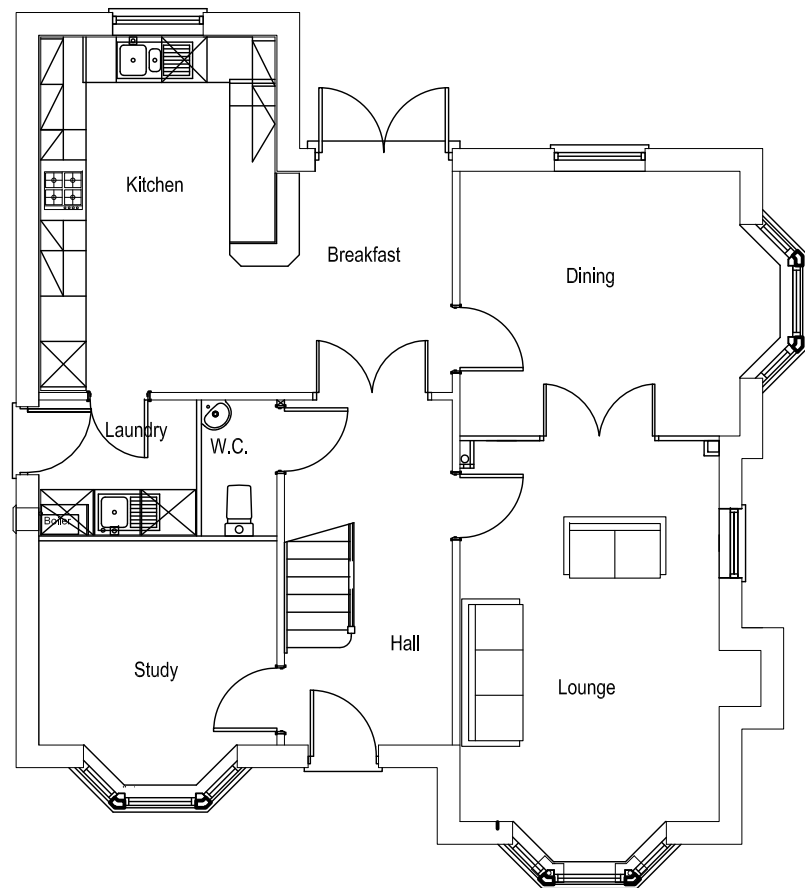 Kitchen
Breakfast
Dining
Laundry
W.C.
Boiler
Hall
Study
Lounge